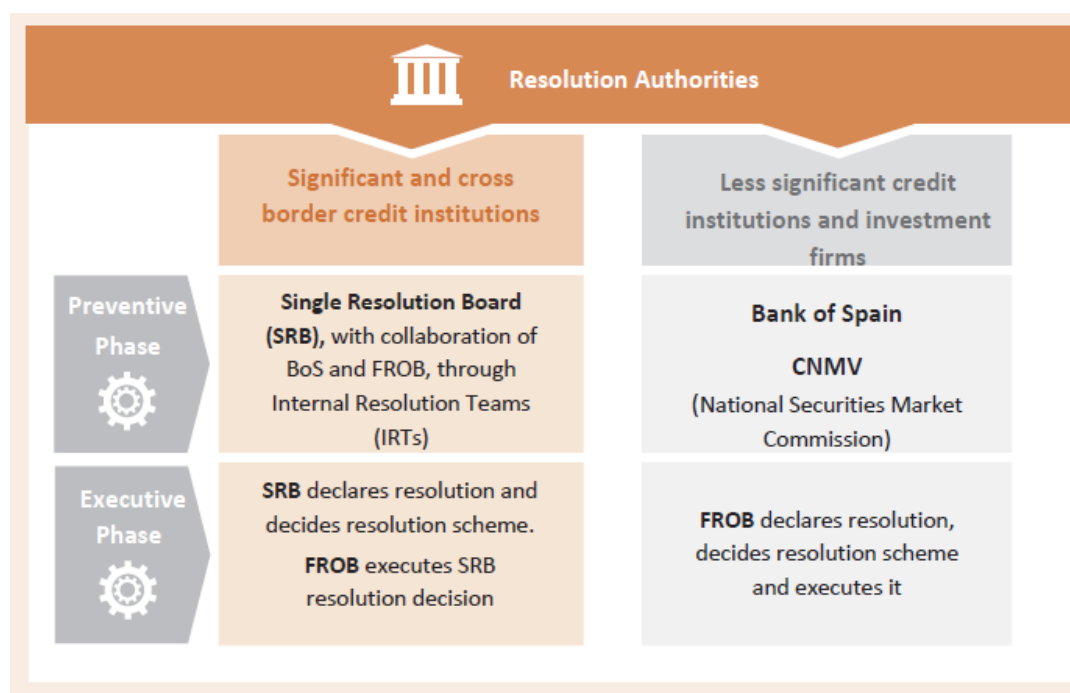 Resolution Authorities
Significant and cross
border credit institutions
Less significant credit
institutions and investment
firms
Preventive
Phase
Single Resolution Board
(SRB), with collaboration of
BoS and FROB, through
Internal Resolution Teams
(IRTs)
Bank of Spain
CNMV
(National Securities Market
Commission)
Executive
Phase
SRB declares resolution and
decides resolution scheme.
FROB executes SRB
resolution decision
FROB declares resolution,
decides resolution scheme
and executes it